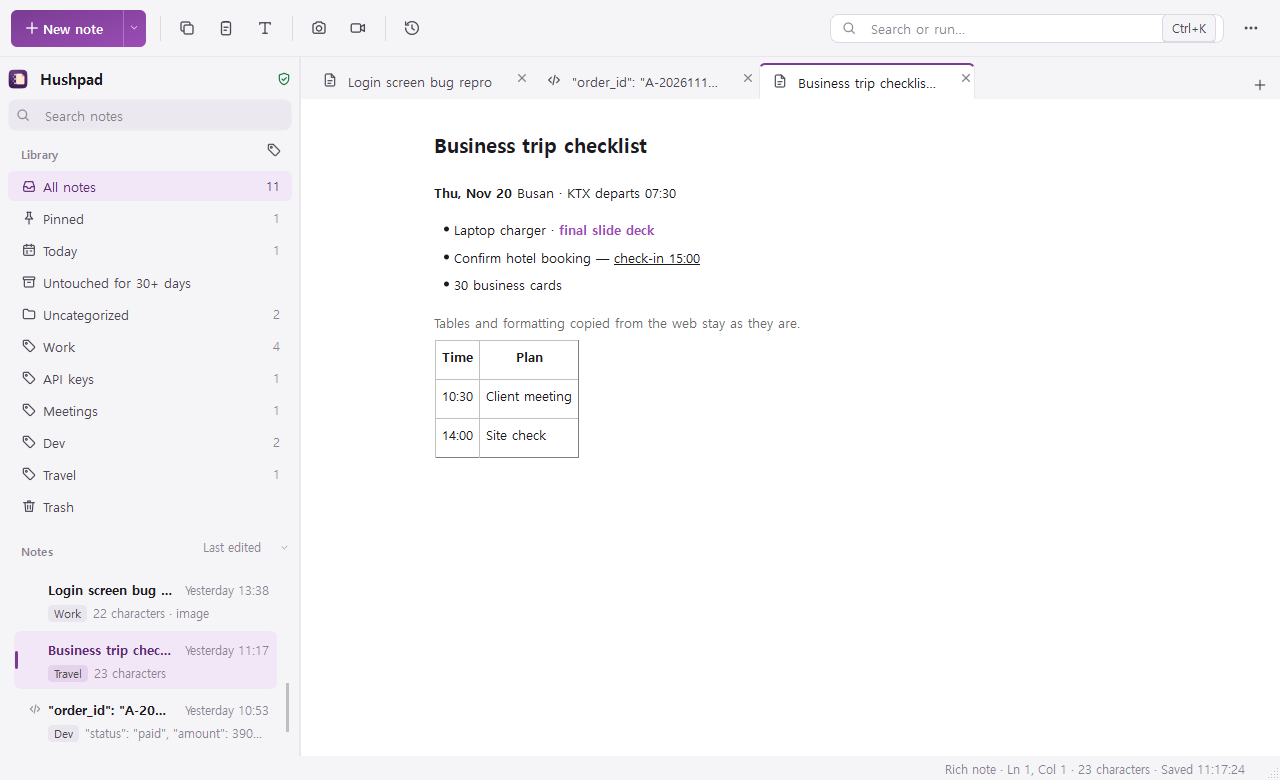 New note
Search or run...
Ctrl+K
Hushpad
Search notes
Library
All notes 11
Pinned 1
Today 1
Untouched for 30+ days
Uncategorized 2
Work 4
API keys 1
Meetings 1
Dev 2
Travel 1
Trash
Notes Last edited
Login screen bug ... Yesterday 13:38
Work 22 characters · image
Business trip chec... Yesterday 11:17
Travel 23 characters
"order_id": "A-20... Yesterday 10:53
Dev "status": "paid", "amount": 390...
Login screen bug repro
"order_id": "A-2026111...
Business trip checklis...
Business trip checklist
Thu, Nov 20 Busan · KTX departs 07:30
• Laptop charger · final slide deck
• Confirm hotel booking — check-in 15:00
• 30 business cards
Tables and formatting copied from the web stay as they are.
Time Plan
10:30 Client meeting
14:00 Site check
Rich note · Ln 1, Col 1 · 23 characters · Saved 11:17:24